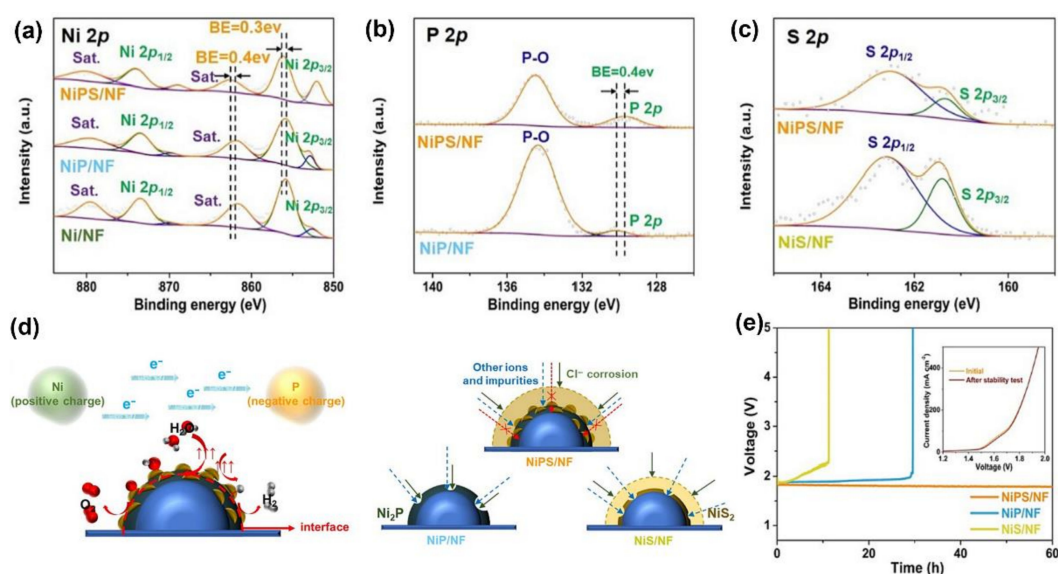 (a)
Ni 2p
BE=0.3ev
Sat.
Ni 2p1/2
BE=0.4ev
Sat.
Ni 2p3/2
NiPS/NF
Ni 2p1/2
Sat.
Sat.
Ni 2p3/2
NiP/NF
Sat.
Ni 2p1/2
Sat.
Ni 2p3/2
Ni/NF
Intensity (a.u.)
880 870 860 850
Binding energy (eV)
(b)
P 2p
P-O
BE=0.4ev
P 2p
NiPS/NF
P-O
P 2p
NiP/NF
Intensity (a.u.)
140 136 132 128
Binding energy (eV)
(c)
S 2p
S 2p1/2
S 2p3/2
NiPS/NF
S 2p1/2
S 2p3/2
NiS/NF
Intensity (a.u.)
164 162 160
Binding energy (eV)
(d)
Ni
(positive charge)
e−
e−
e−
e−
e−
P
(negative charge)
H2O
O2
H2
interface
Other ions
and impurities
Cl− corrosion
NiPS/NF
Ni2P
NiP/NF
NiS2
NiS/NF
(e)
5
4
3
2
1
Voltage (V)
0 20 40 60
Time (h)
NiPS/NF
NiP/NF
NiS/NF
Initial
After stability test
Current density (mA cm−2)
400
200
0
1.2 1.4 1.6 1.8 2.0
Voltage (V)